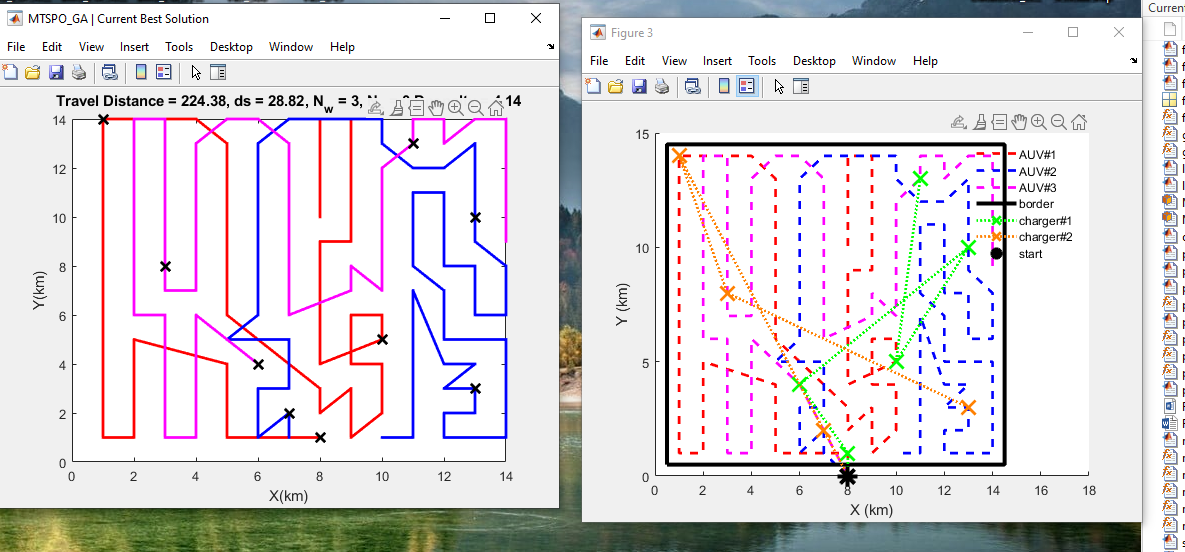 MTSPO_GA | Current Best Solution
File Edit View Insert Tools Desktop Window Help
Travel Distance = 224.38, ds = 28.82, Nw = 3,
4.14
14
12
10
8
6
4
2
0
0 2 4 6 8 10 12 14
Y(km)
X(km)
Figure 3
File Edit View Insert Tools Desktop Window Help
15
10
5
0
0 2 4 6 8 10 12 14 16 18
Y (km)
X (km)
AUV#1
AUV#2
AUV#3
border
charger#1
charger#2
start
Current